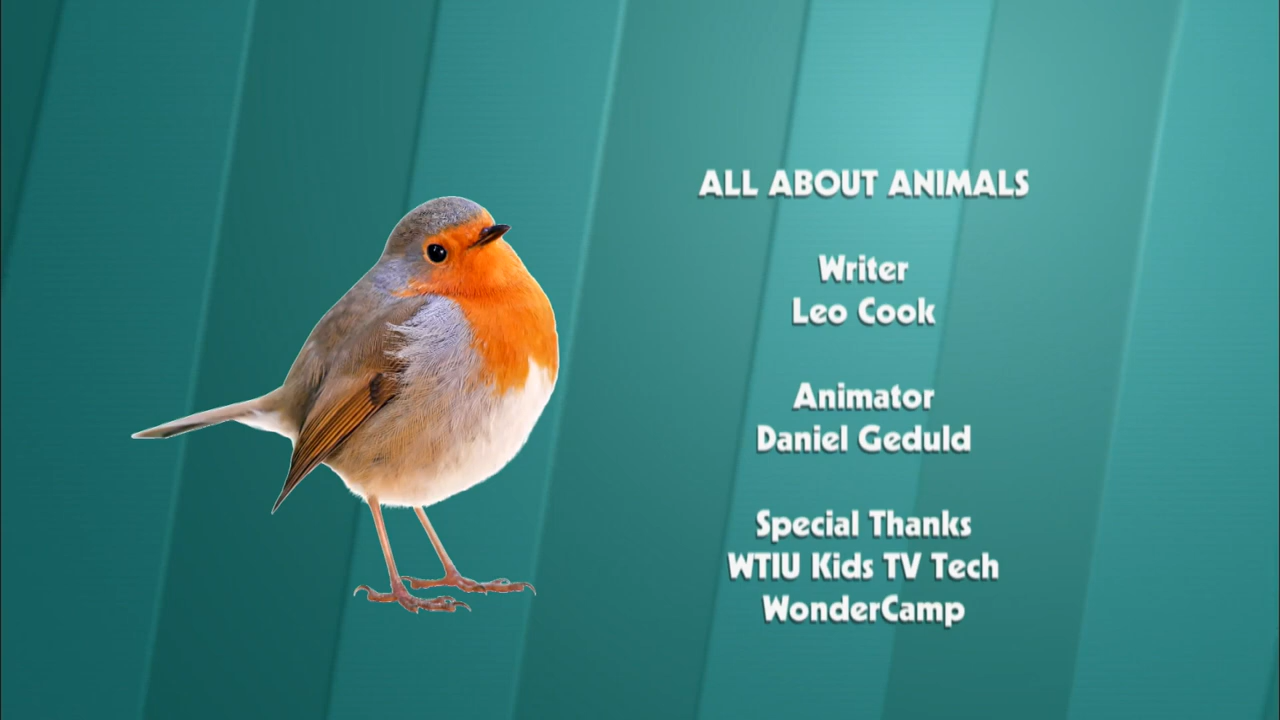 ALL ABOUT ANIMALS
Writer
Leo Cook
Animator
Daniel Geduld
Special Thanks
WTIU Kids TV Tech
WonderCamp